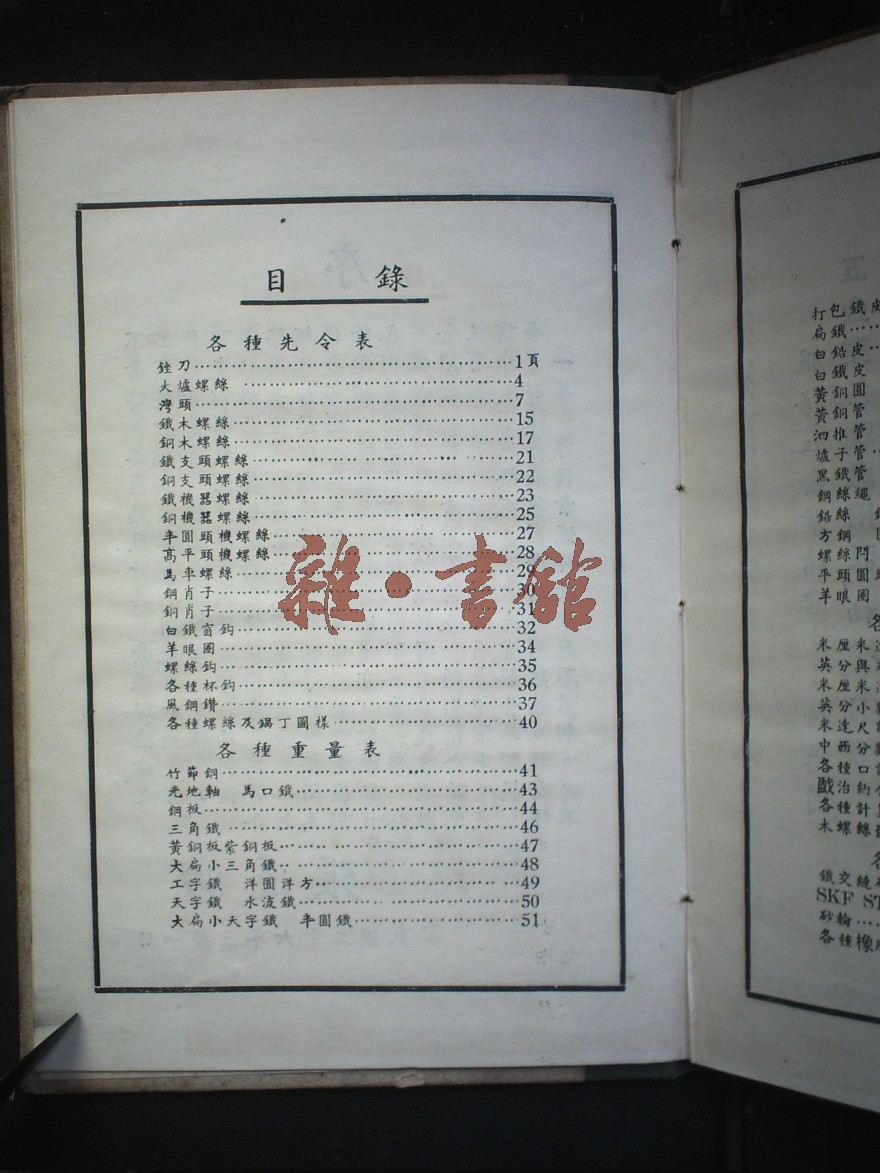 目 錄
各種先令表
銼刀……1頁
火爐螺絲……4
灣頭……7
鐵木螺絲……15
銅木螺絲……17
鐵支頭螺絲……21
銅支頭螺絲……22
鐵機器螺絲……23
銅機器螺絲……25
半圓頭機螺絲……27
高平頭機螺絲……28
馬車螺絲……29
鋼肖子……30
銅肖子……31
白鐵窗鈎……32
羊眼圈……34
螺絲鈎……35
各種杯鈎……36
風鋼鑽……37
各種螺絲及鍋丁圖樣……40
各種重量表
竹節鋼……41
光地軸 馬口鐵……43
鋼板……44
三角鐵……46
黃銅板紫銅板……47
大扁小三角鐵……48
工字鐵 洋圓洋方……49
天字鐵 水流鐵……50
大扁小天字鐵 半圓鐵……51
雜·書館
五
打包鐵皮
扁鐵……
白鉛皮……
白鐵皮
黃銅圓
黃銅管
泗推管
爐子管
黑鐵管
鋼絲繩
鉛絲
方鋼
螺絲閂
平頭圓
羊眼圈
各
米厘米
英分與
米厘米
英分小
米達尺
中西分
各種口
戤治約
各種計
木螺絲
各
鐵交縫
SKF ST
砂輪……
各種橡